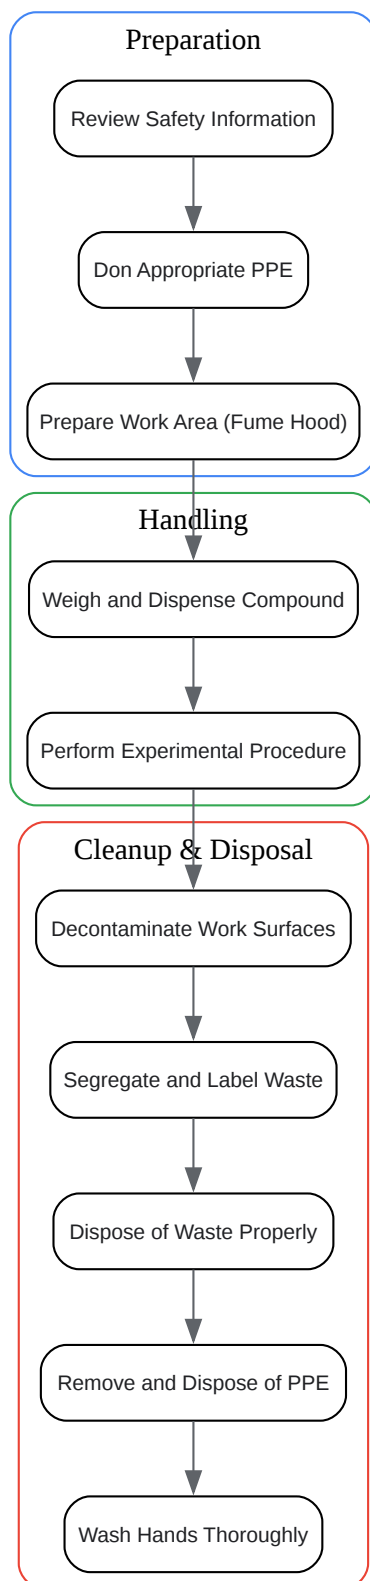 Preparation
Review Safety Information
Don Appropriate PPE
Prepare Work Area (Fume Hood)
Handling
Weigh and Dispense Compound
Perform Experimental Procedure
Cleanup & Disposal
Decontaminate Work Surfaces
Segregate and Label Waste
Dispose of Waste Properly
Remove and Dispose of PPE
Wash Hands Thoroughly